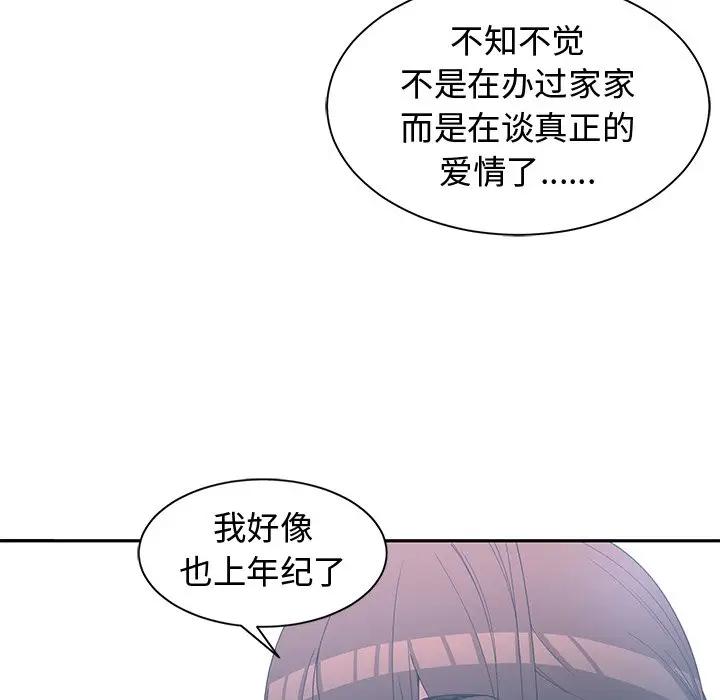 不知不觉
不是在办过家家
而是在谈真正的
爱情了......
我好像
也上年纪了